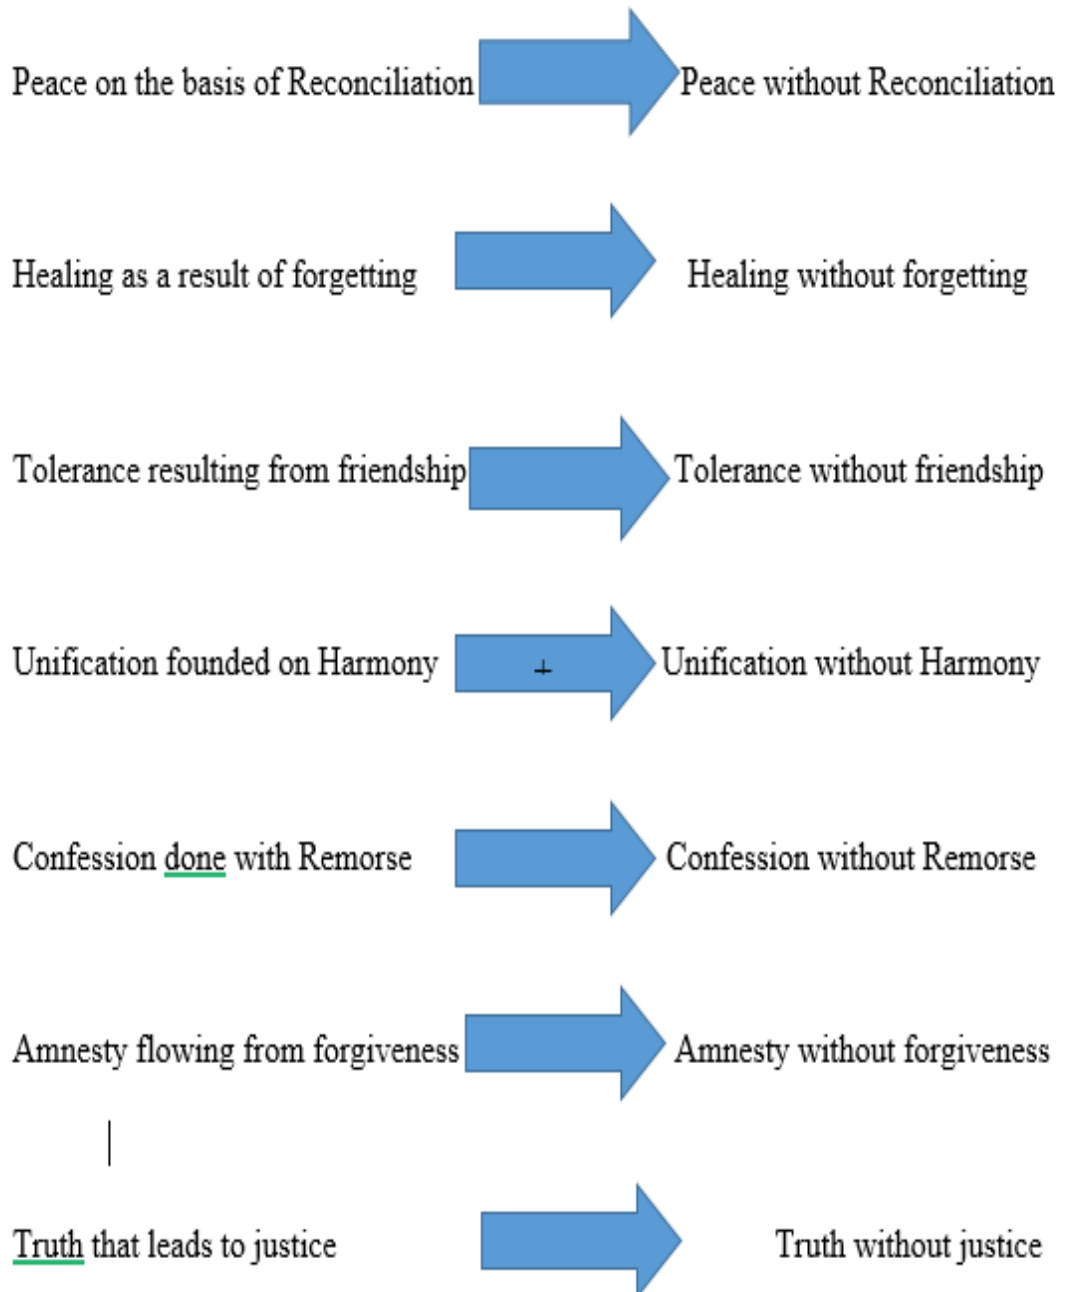 Peace on the basis of Reconciliation Peace without Reconciliation
Healing as a result of forgetting Healing without forgetting
Tolerance resulting from friendship Tolerance without friendship
Unification founded on Harmony Unification without Harmony
Confession done with Remorse Confession without Remorse
Amnesty flowing from forgiveness Amnesty without forgiveness
Truth that leads to justice Truth without justice